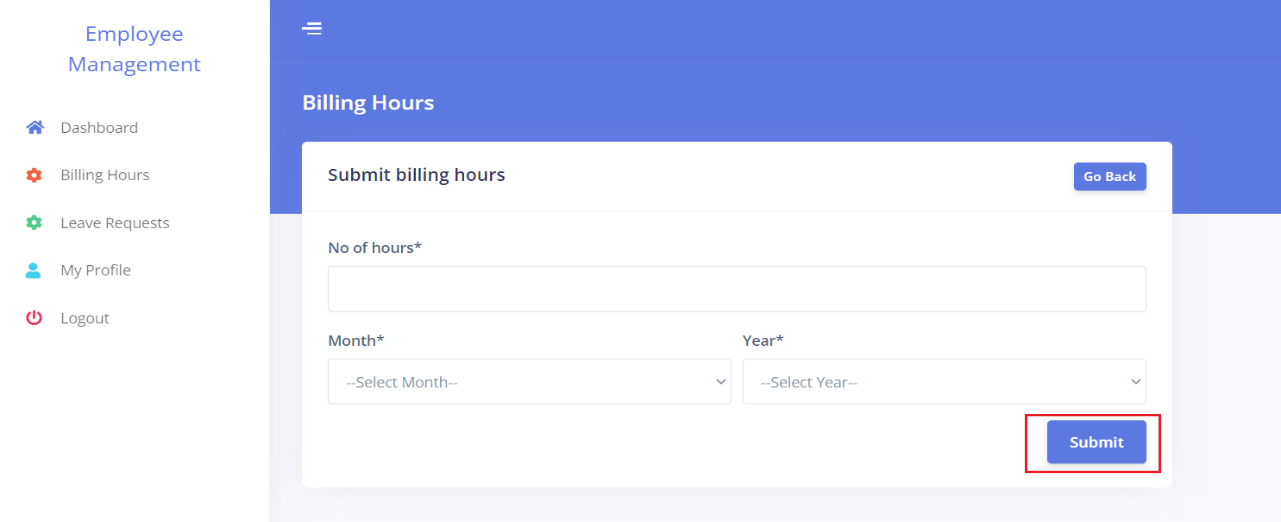 Employee
Management
Dashboard
Billing Hours
Leave Requests
My Profile
Logout
Billing Hours
Submit billing hours
Go Back
No of hours*
Month*
Year*
--Select Month--
--Select Year--
Submit